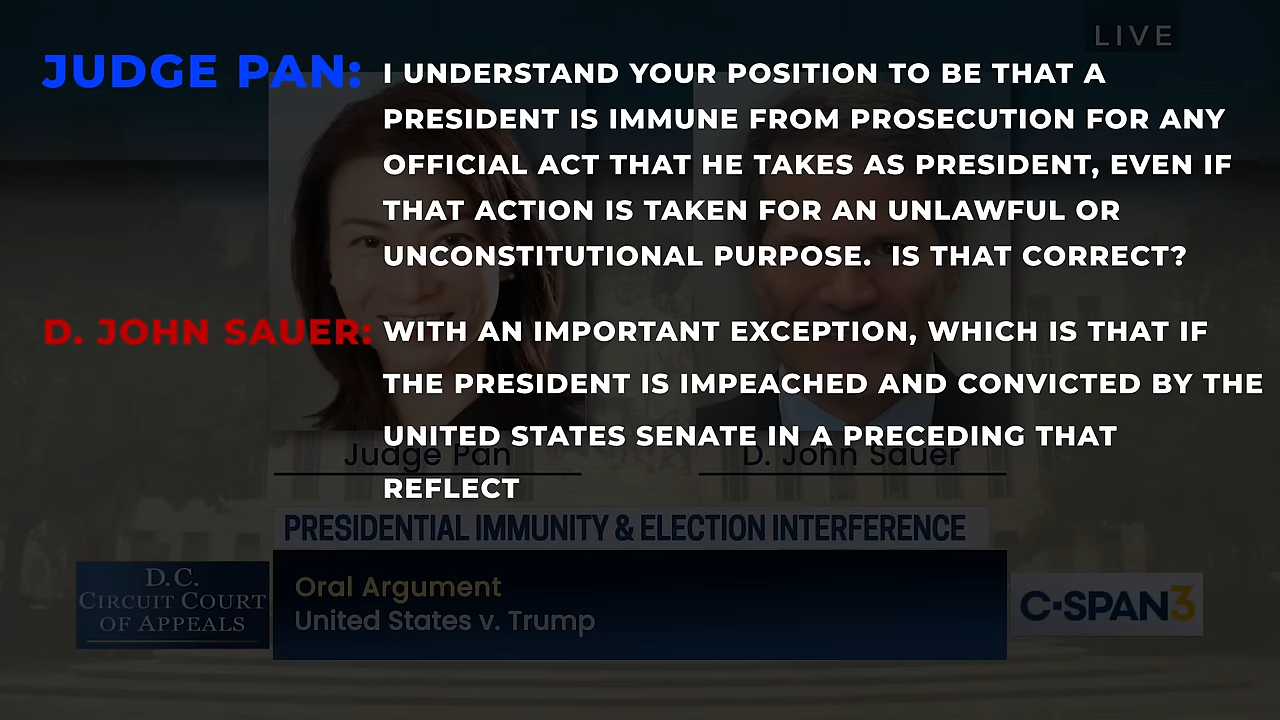 LIVE
JUDGE PAN: I UNDERSTAND YOUR POSITION TO BE THAT A
PRESIDENT IS IMMUNE FROM PROSECUTION FOR ANY
OFFICIAL ACT THAT HE TAKES AS PRESIDENT, EVEN IF
THAT ACTION IS TAKEN FOR AN UNLAWFUL OR
UNCONSTITUTIONAL PURPOSE. IS THAT CORRECT?
D. JOHN SAUER: WITH AN IMPORTANT EXCEPTION, WHICH IS THAT IF
THE PRESIDENT IS IMPEACHED AND CONVICTED BY THE
UNITED STATES SENATE IN A PRECEDING THAT
REFLECT
Judge Pan
D. John Sauer
PRESIDENTIAL IMMUNITY & ELECTION INTERFERENCE
D.C.
CIRCUIT COURT
OF APPEALS
Oral Argument
United States v. Trump
C-SPAN3